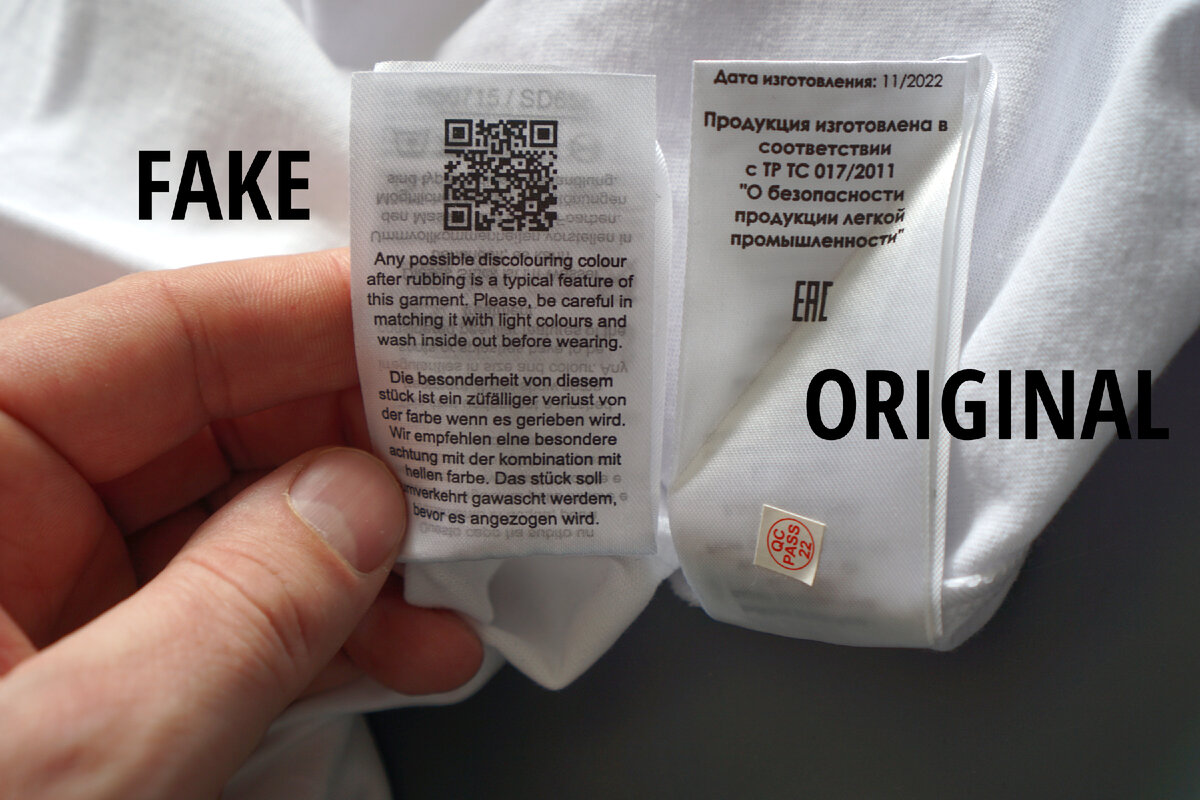 FAKE
Any possible discolouring colour
after rubbing is a typical feature of
this garment. Please, be careful in
matching it with light colours and
wash inside out before wearing.
Die besonderheit von diesem
stück ist ein züfälliger veriust von
der farbe wenn es gerieben wird.
Wir empfehlen elne besondere
achtung mit der kombination mit
hellen farbe. Das stück soll
umverkehrt gawascht werdem,
bevor es angezogen wird.
Дата изготовления: 11/2022
Продукция изготовлена в
соответствии
с ТР ТС 017/2011
"О безопасности
продукции легкой
промышленности"
EAC
ORIGINAL
QC
PASS
22